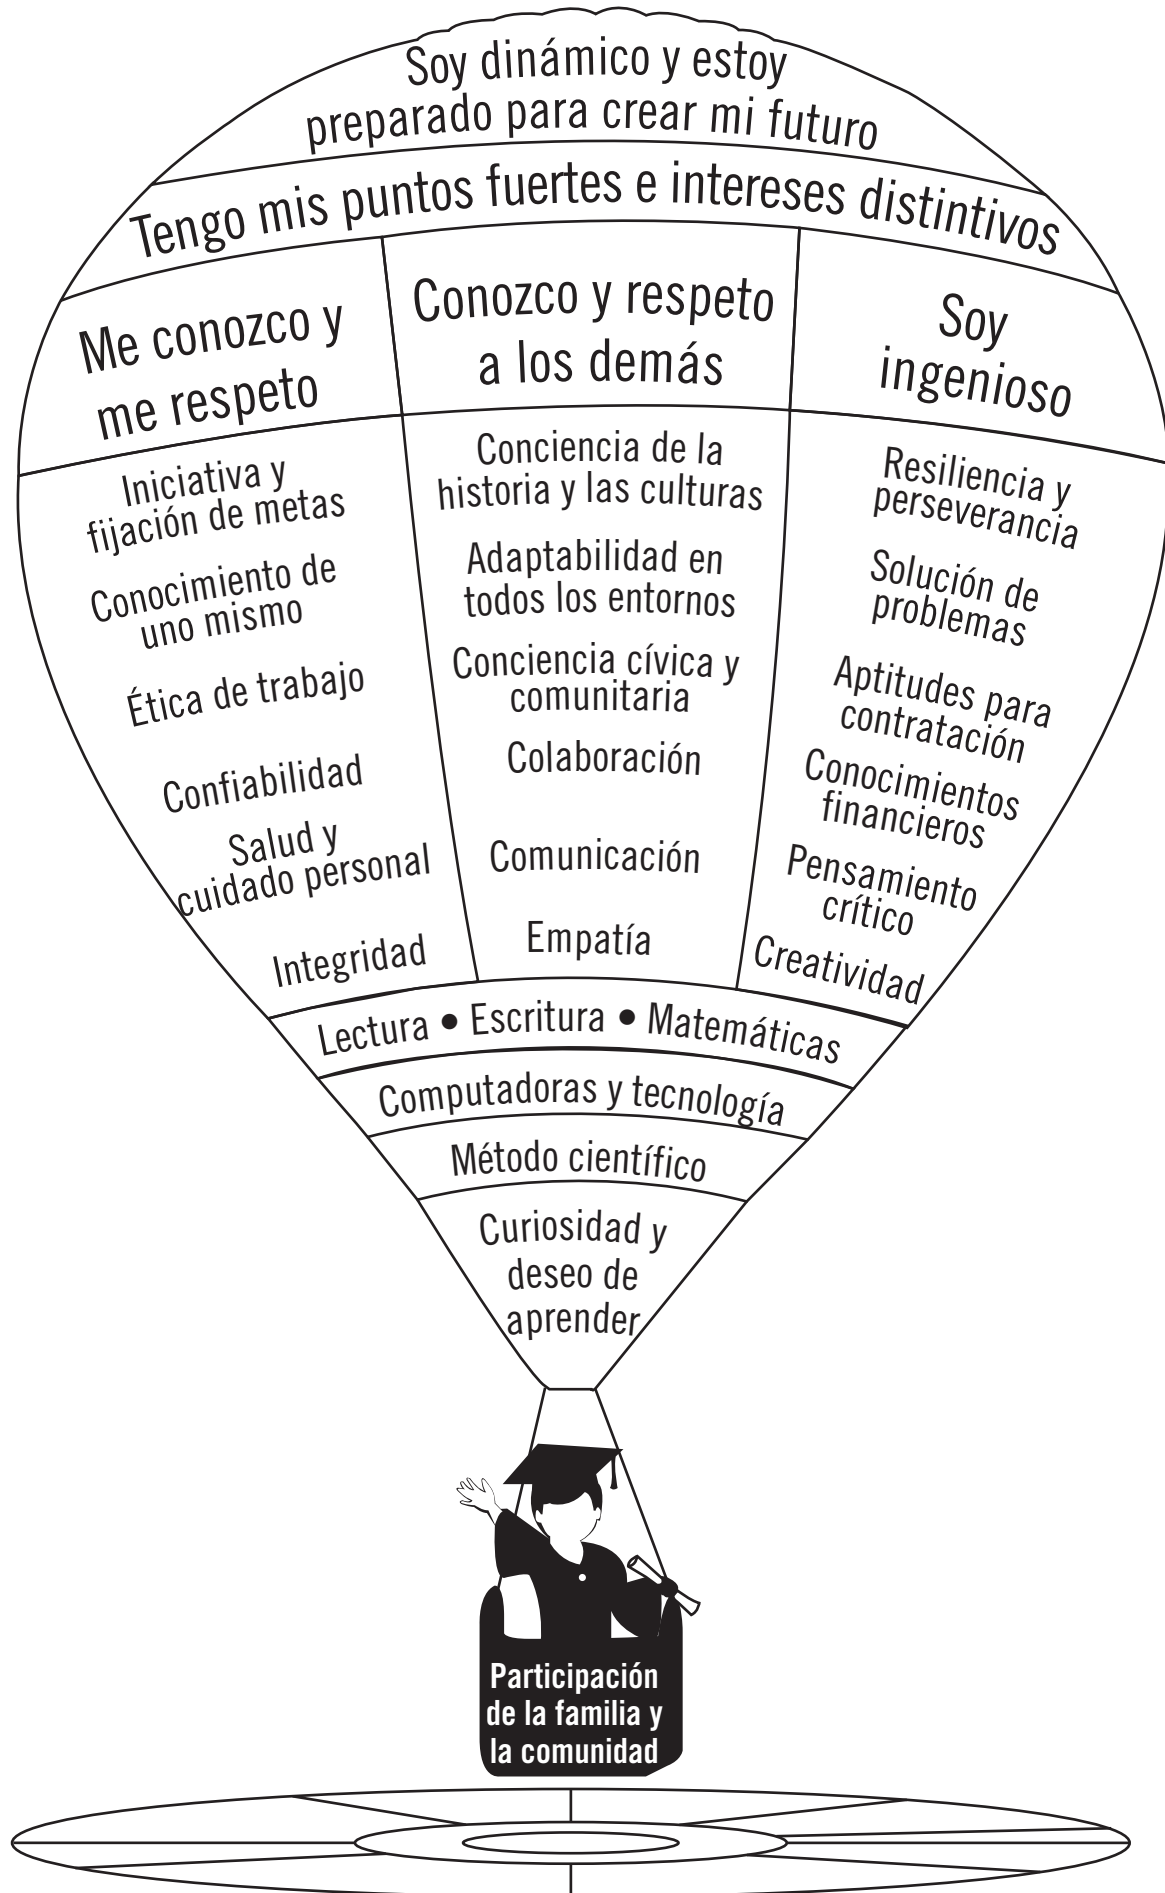 Soy dinámico y estoy
preparado para crear mi futuro
Tengo mis puntos fuertes e intereses distintivos
Me conozco y
me respeto
Iniciativa y
fijación de metas
Conocimiento de
uno mismo
Ética de trabajo
Confiabilidad
Salud y
cuidado personal
Integridad
Conozco y respeto
a los demás
Conciencia de la
historia y las culturas
Adaptabilidad en
todos los entornos
Conciencia cívica y
comunitaria
Colaboración
Comunicación
Empatía
Soy
ingenioso
Resiliencia y
perseverancia
Solución de
problemas
Aptitudes para
contratación
Conocimientos
financieros
Pensamiento
crítico
Creatividad
Lectura • Escritura • Matemáticas
Computadoras y tecnología
Método científico
Curiosidad y
deseo de
aprender
Participación
de la familia y
la comunidad